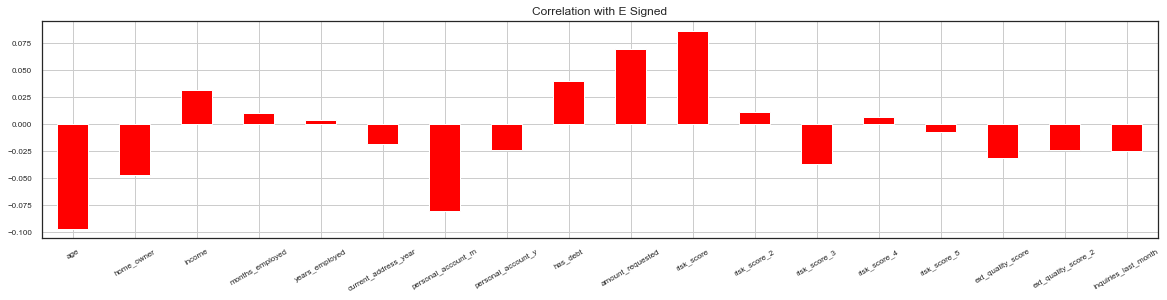 Correlation with E Signed
0.075
0.050
0.025
0.000
−0.025
−0.050
−0.075
−0.100
age
home_owner
income
months_employed
years_employed
current_address_year
personal_account_m
personal_account_y
has_debt
amount_requested
risk_score
risk_score_2
risk_score_3
risk_score_4
risk_score_5
ext_quality_score
ext_quality_score_2
inquiries_last_month